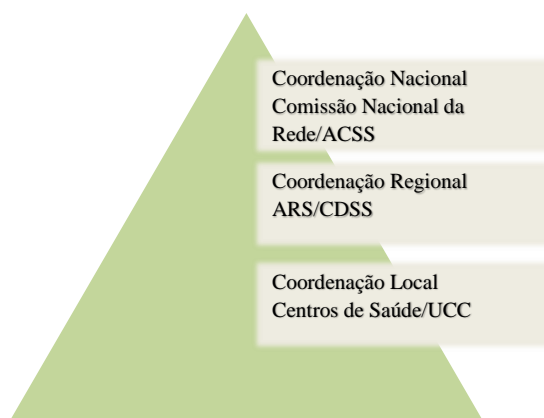 Coordenação Nacional
Comissão Nacional da
Rede/ACSS
Coordenação Regional
ARS/CDSS
Coordenação Local
Centros de Saúde/UCC